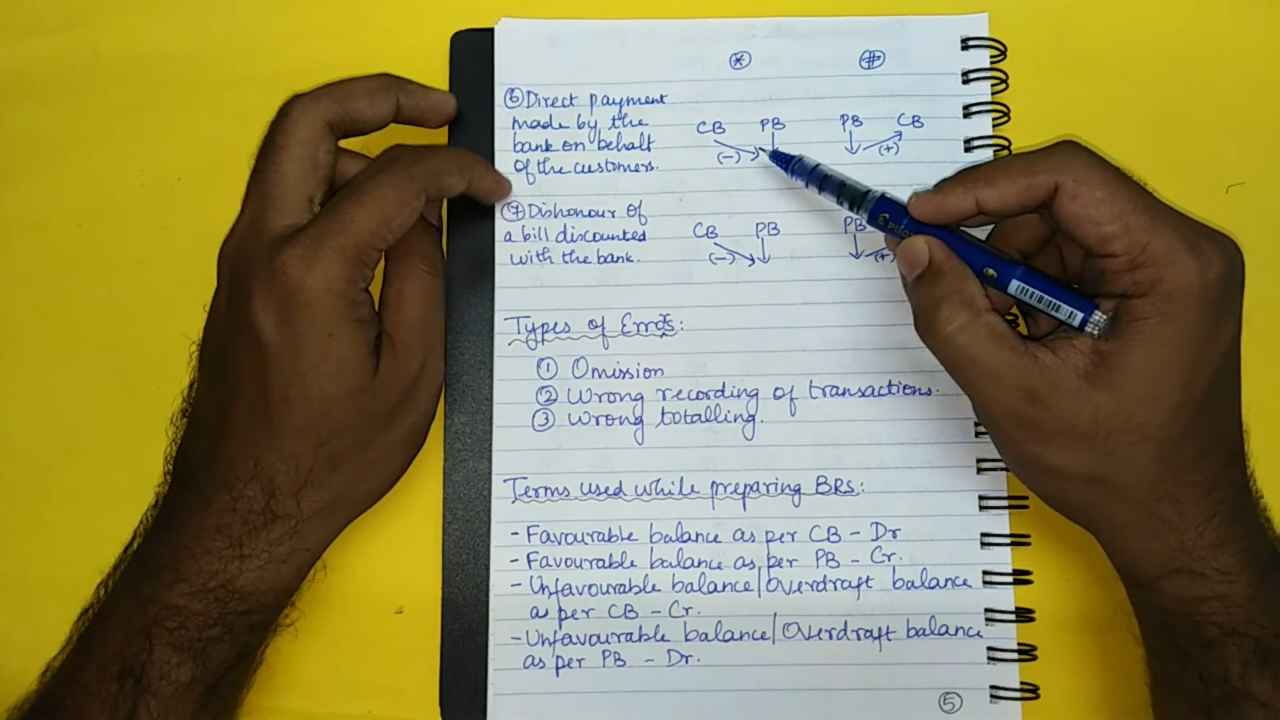 * #
⑥ Direct payment
made by the
bank on behalf
of the customers.
CB PB PB CB
(-) (+)
⑦ Dishonour of
a bill discounted
with the bank.
CB PB PB
(-) (+)
Types of Errors:
① Omission
② Wrong recording of transactions.
③ Wrong totalling.
Terms used while preparing BRS:
- Favourable balance as per CB - Dr
- Favourable balance as per PB - Cr.
- Unfavourable balance/Overdraft balance
as per CB - Cr.
- Unfavourable balance/Overdraft balance
as per PB - Dr.
⑤